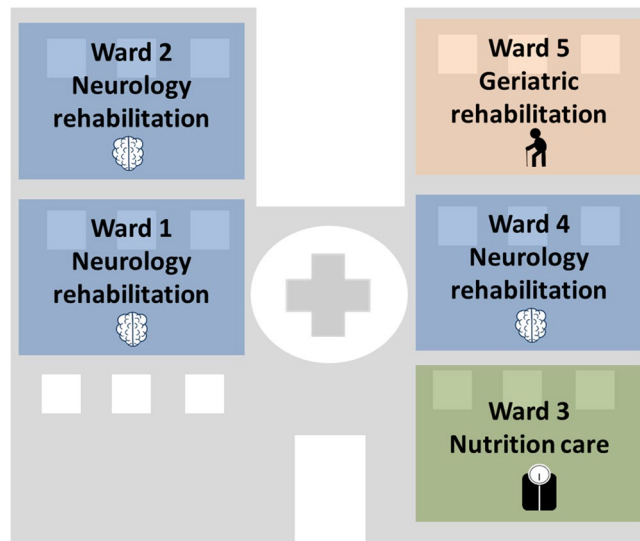 Ward 2
Neurology
rehabilitation
Ward 5
Geriatric
rehabilitation
Ward 1
Neurology
rehabilitation
Ward 4
Neurology
rehabilitation
Ward 3
Nutrition care